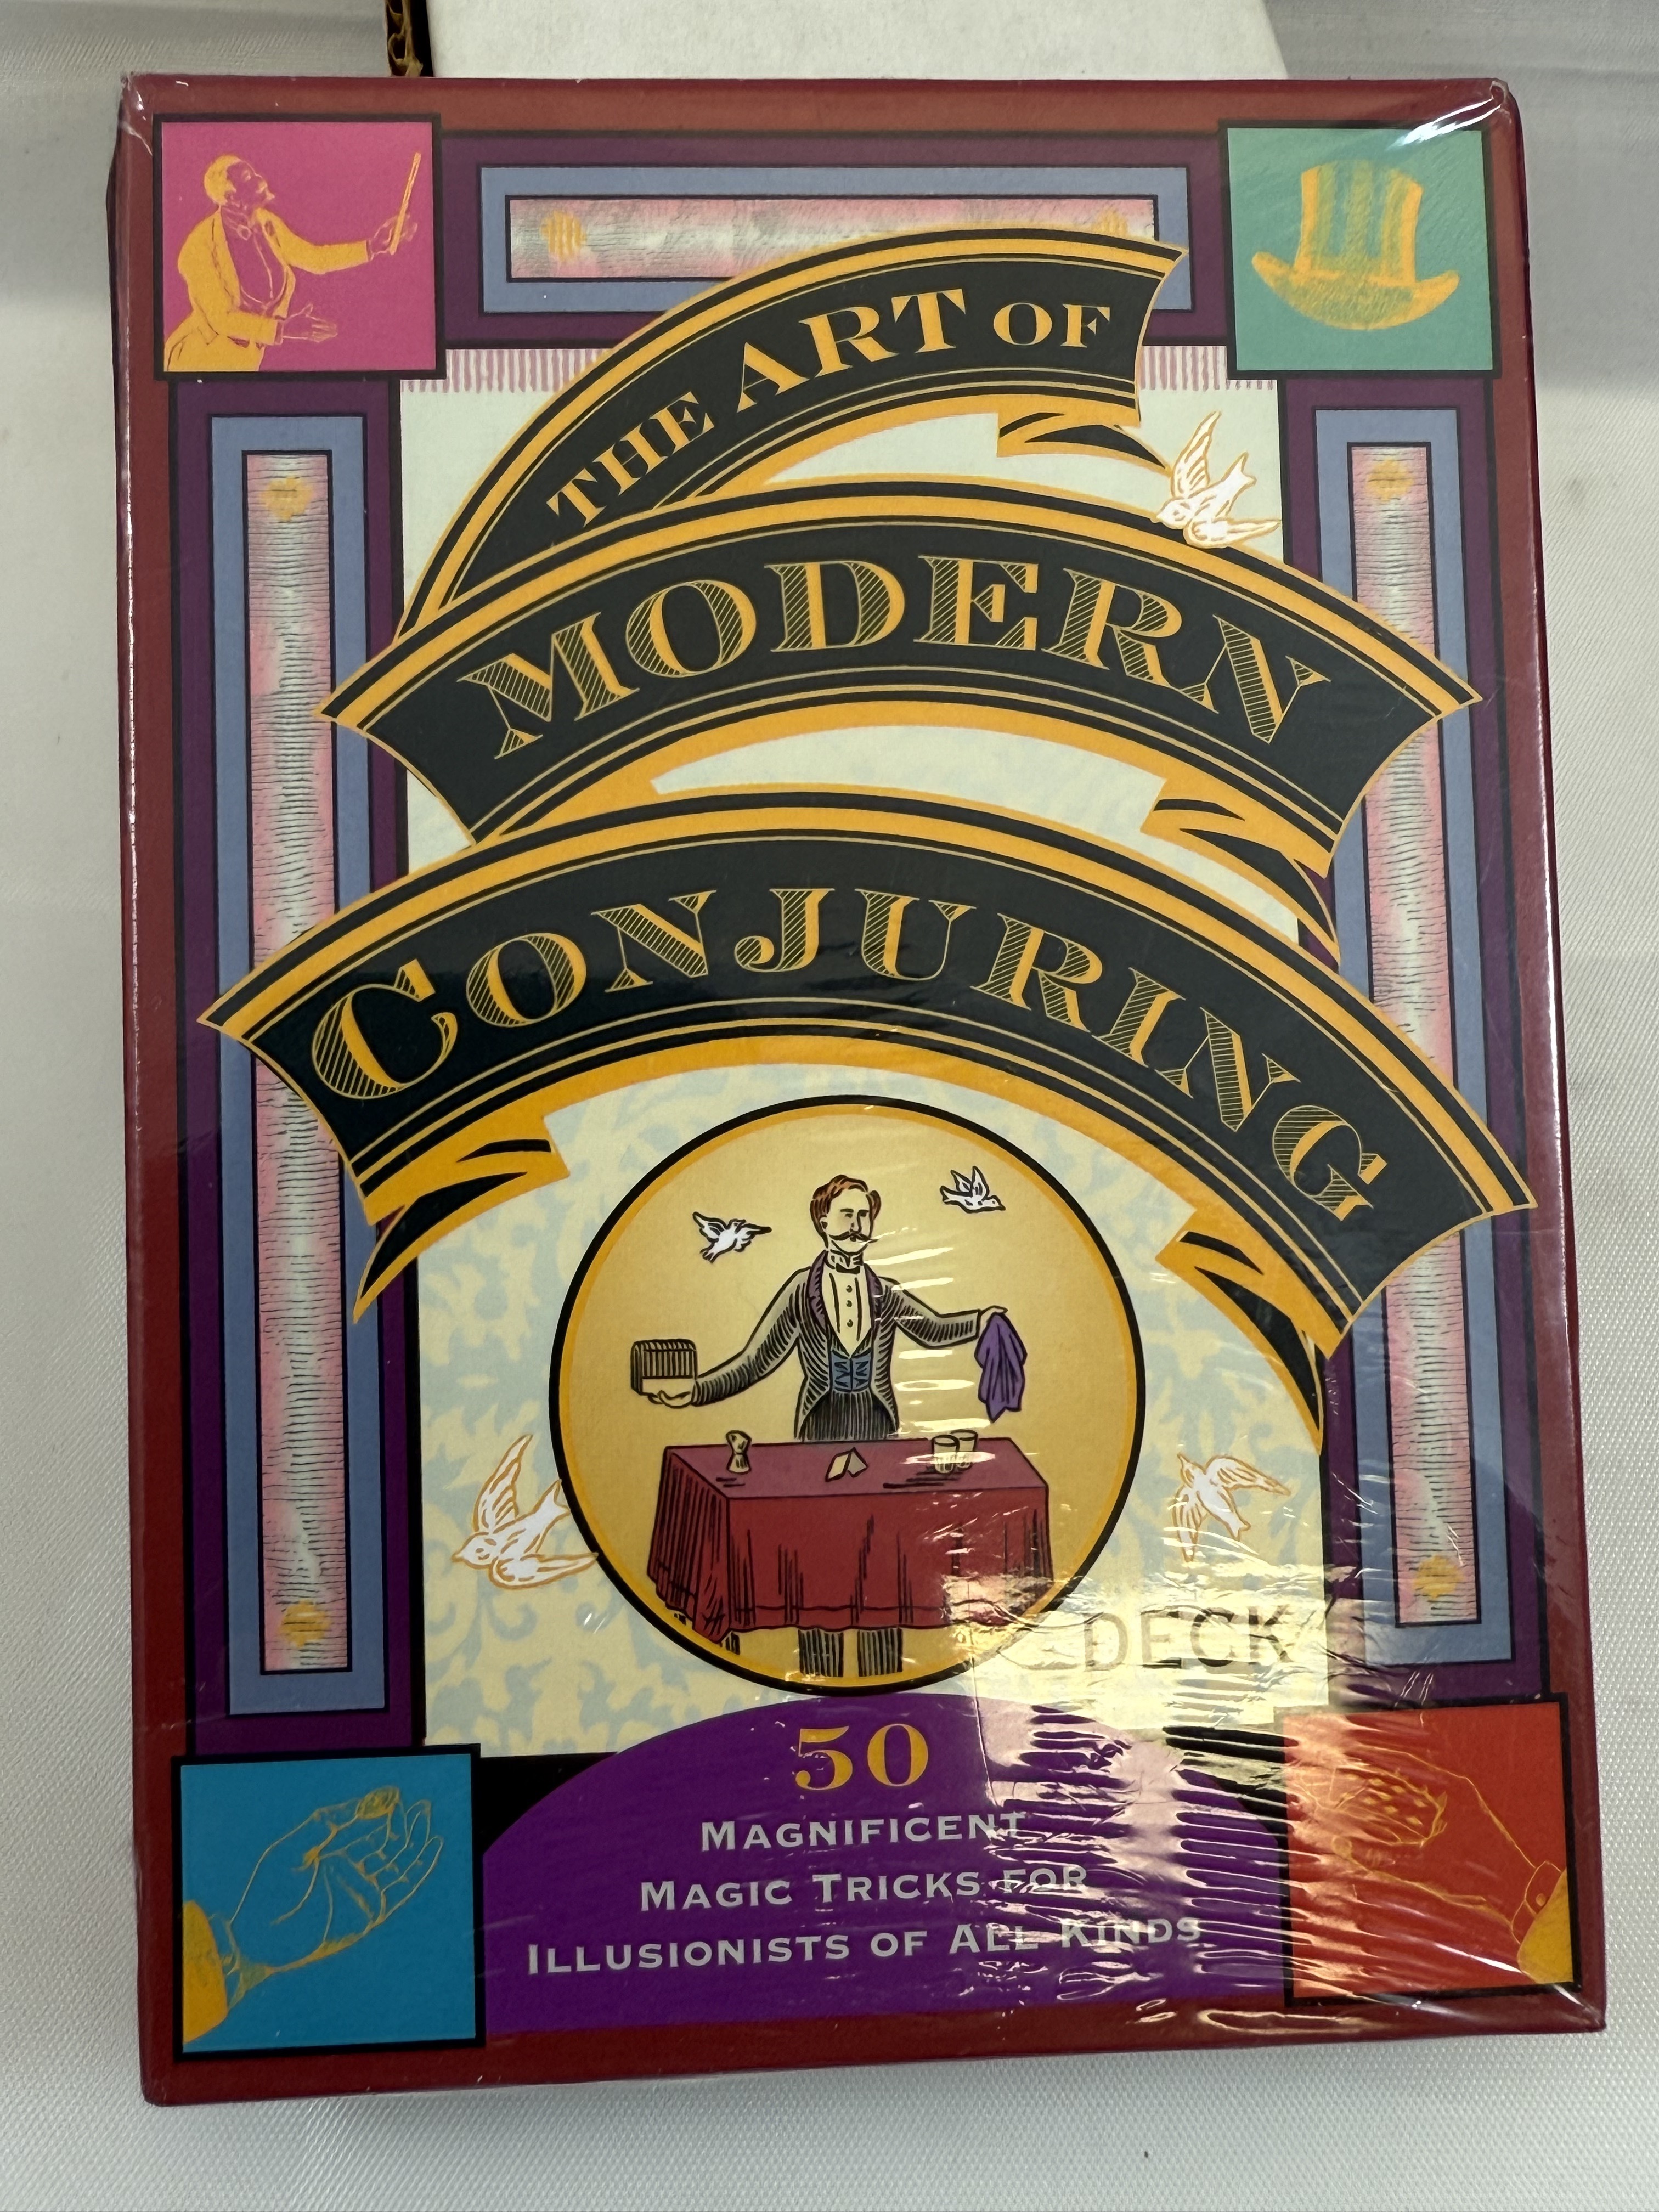 THE ART OF
MODERN
CONJURING
DECK
50
MAGNIFICENT
MAGIC TRICKS FOR
ILLUSIONISTS OF ALL KINDS